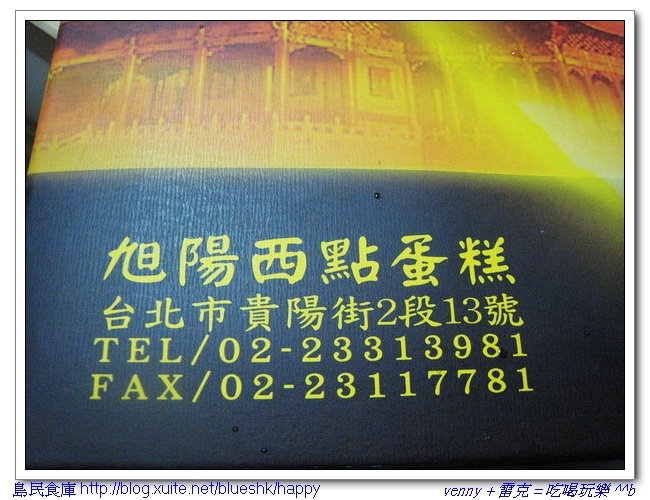 旭陽西點蛋糕
台北市貴陽街2段13號
TEL/02-23313981
FAX/02-23117781
島民食庫 http://blog.xuite.net/blueshk/happy
venny + 雷克 = 吃喝玩樂 ^^b